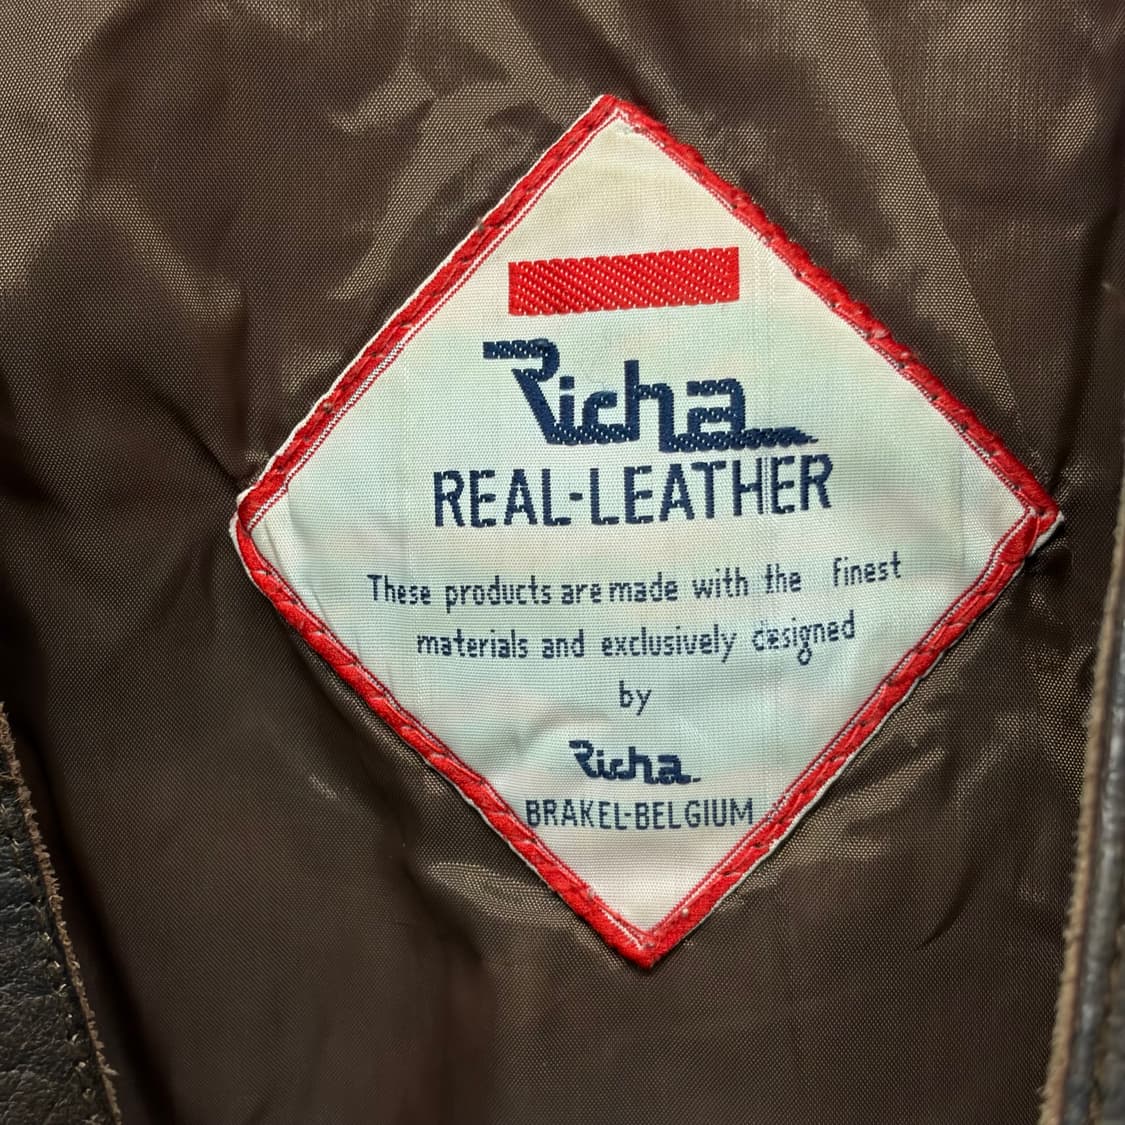 Richa
REAL-LEATHER
These products are made with the finest
materials and exclusively designed
by
Richa
BRAKEL-BELGIUM